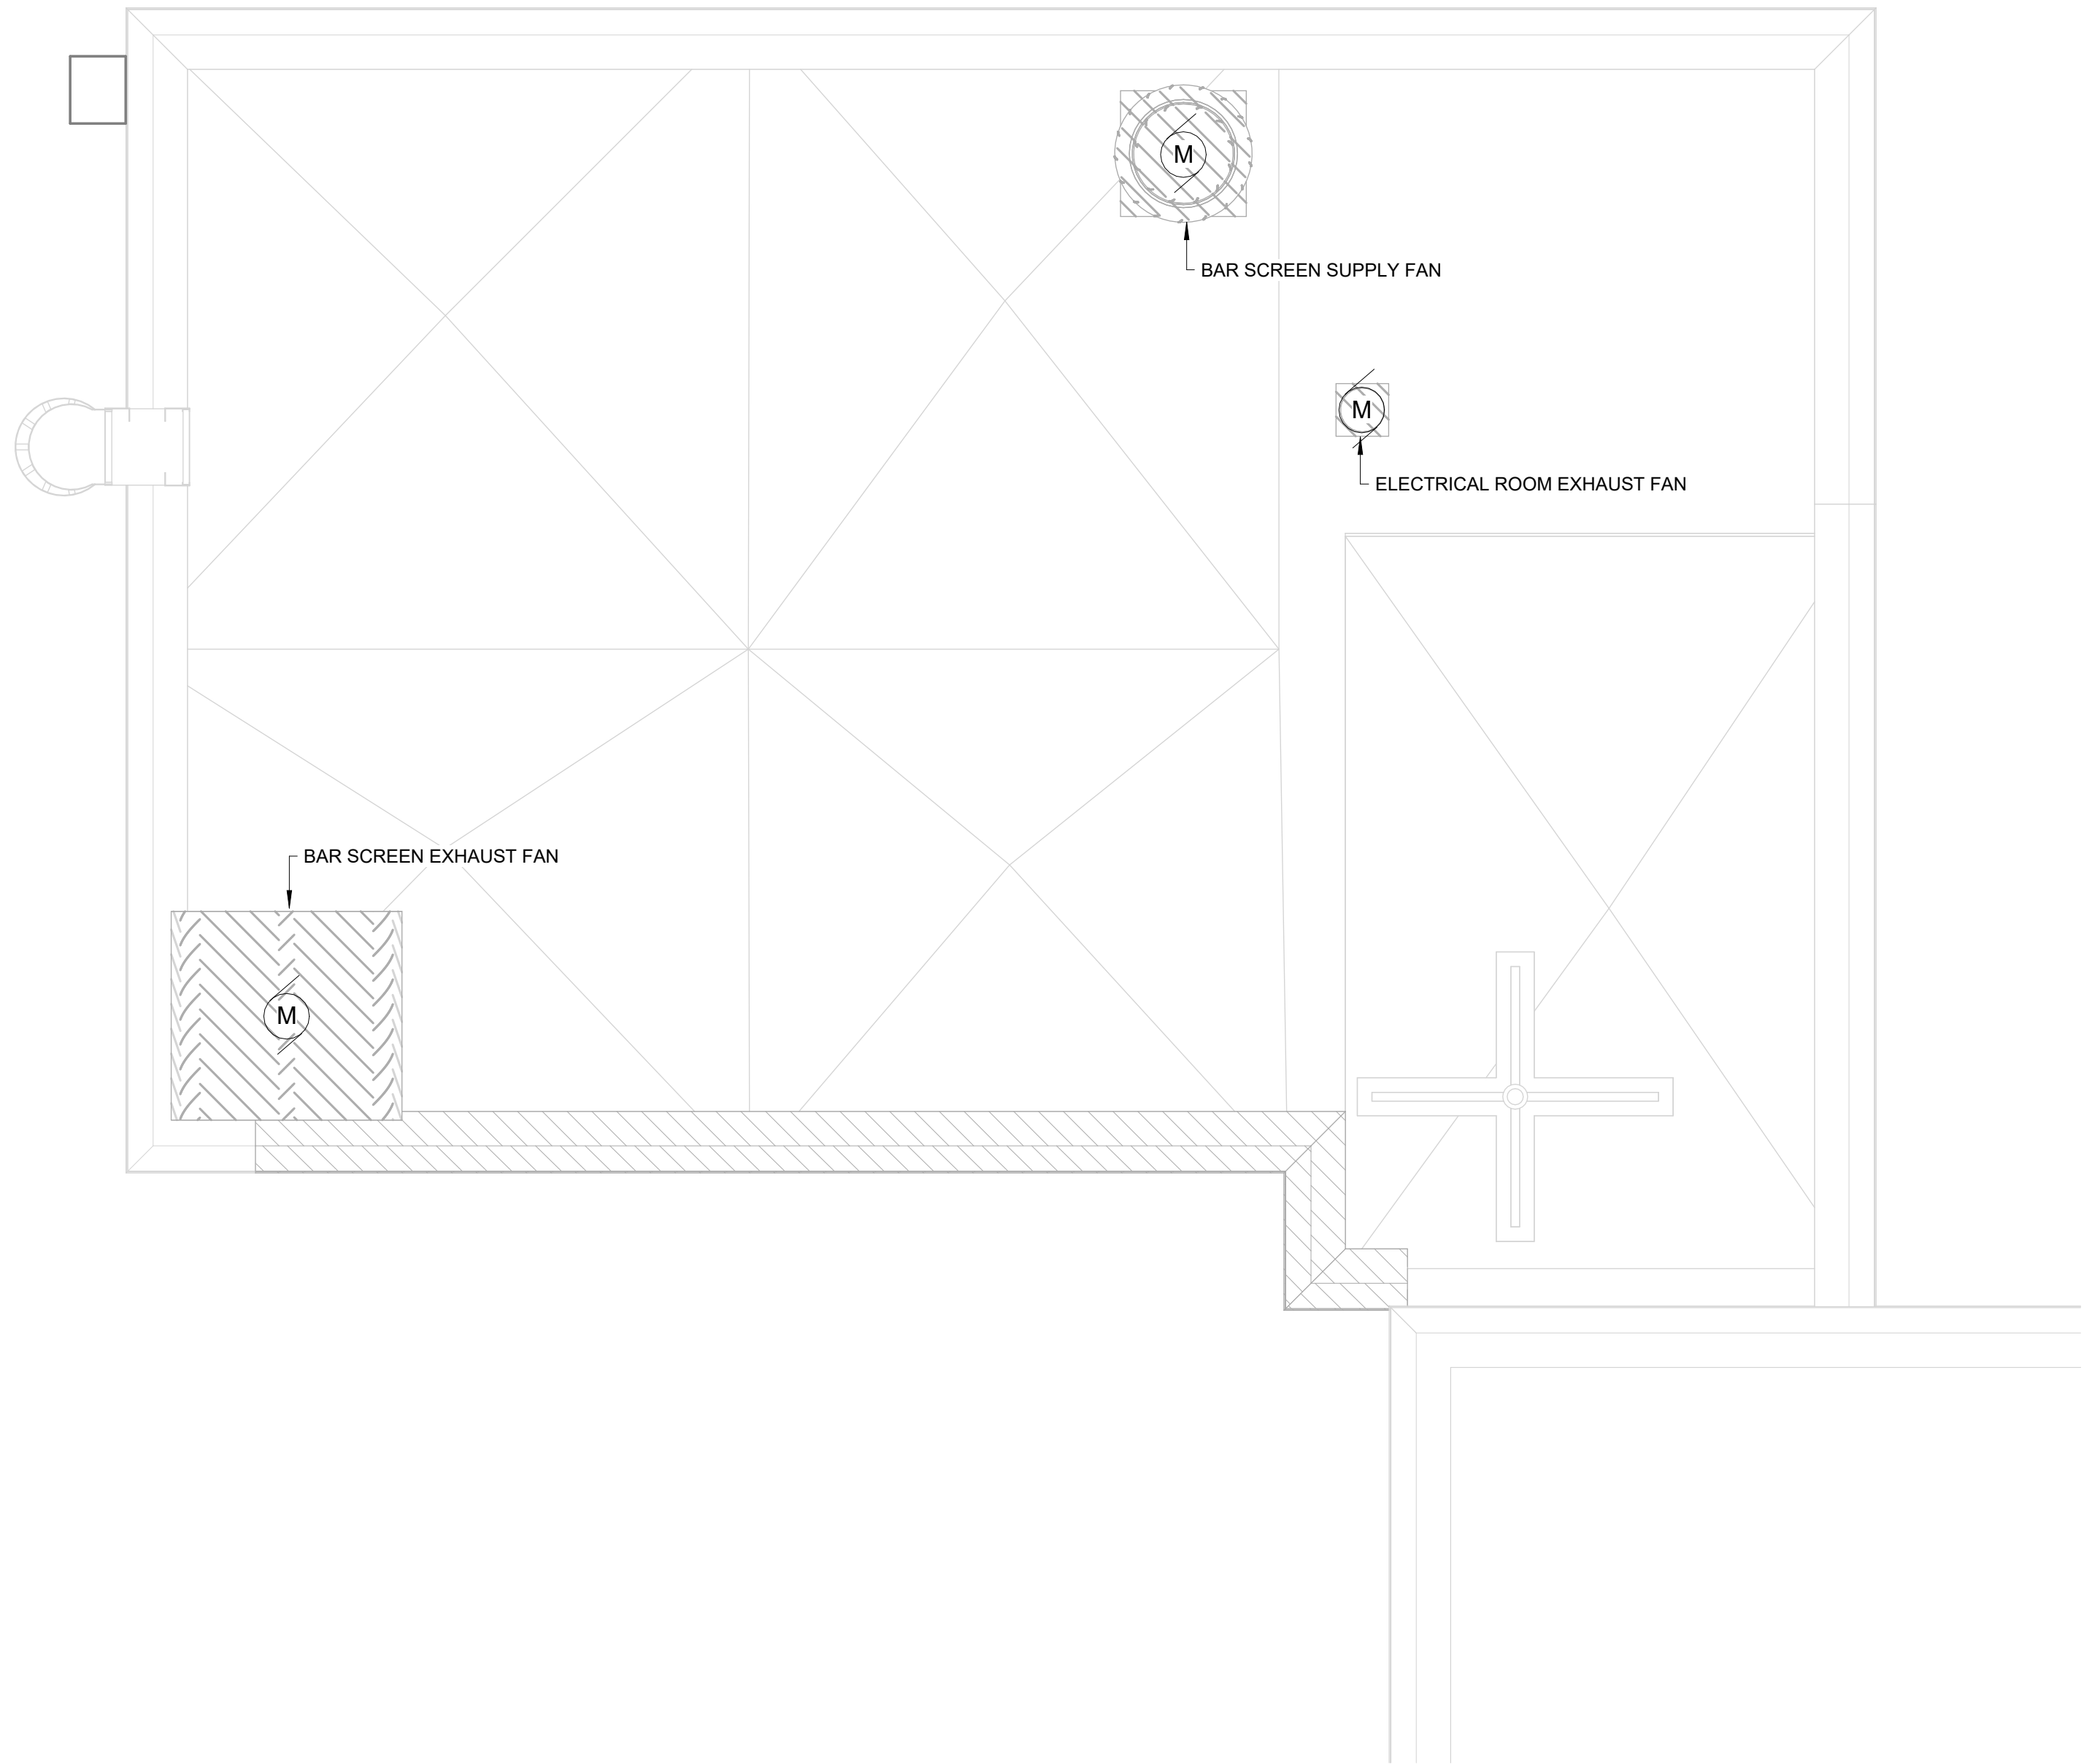 M
BAR SCREEN SUPPLY FAN
M
ELECTRICAL ROOM EXHAUST FAN
BAR SCREEN EXHAUST FAN
M